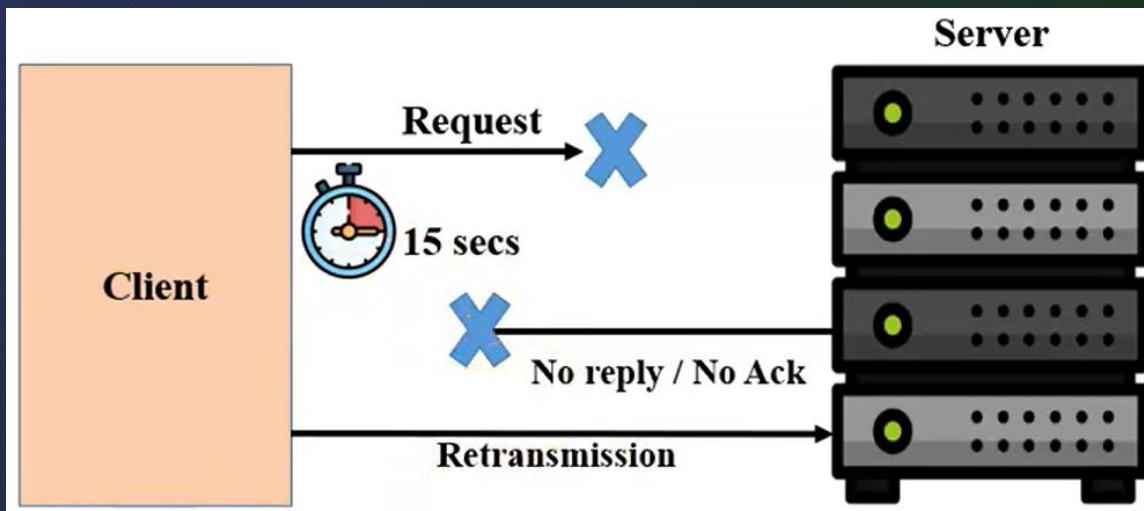 Server
Request
15 secs
Client
No reply / No Ack
Retransmission